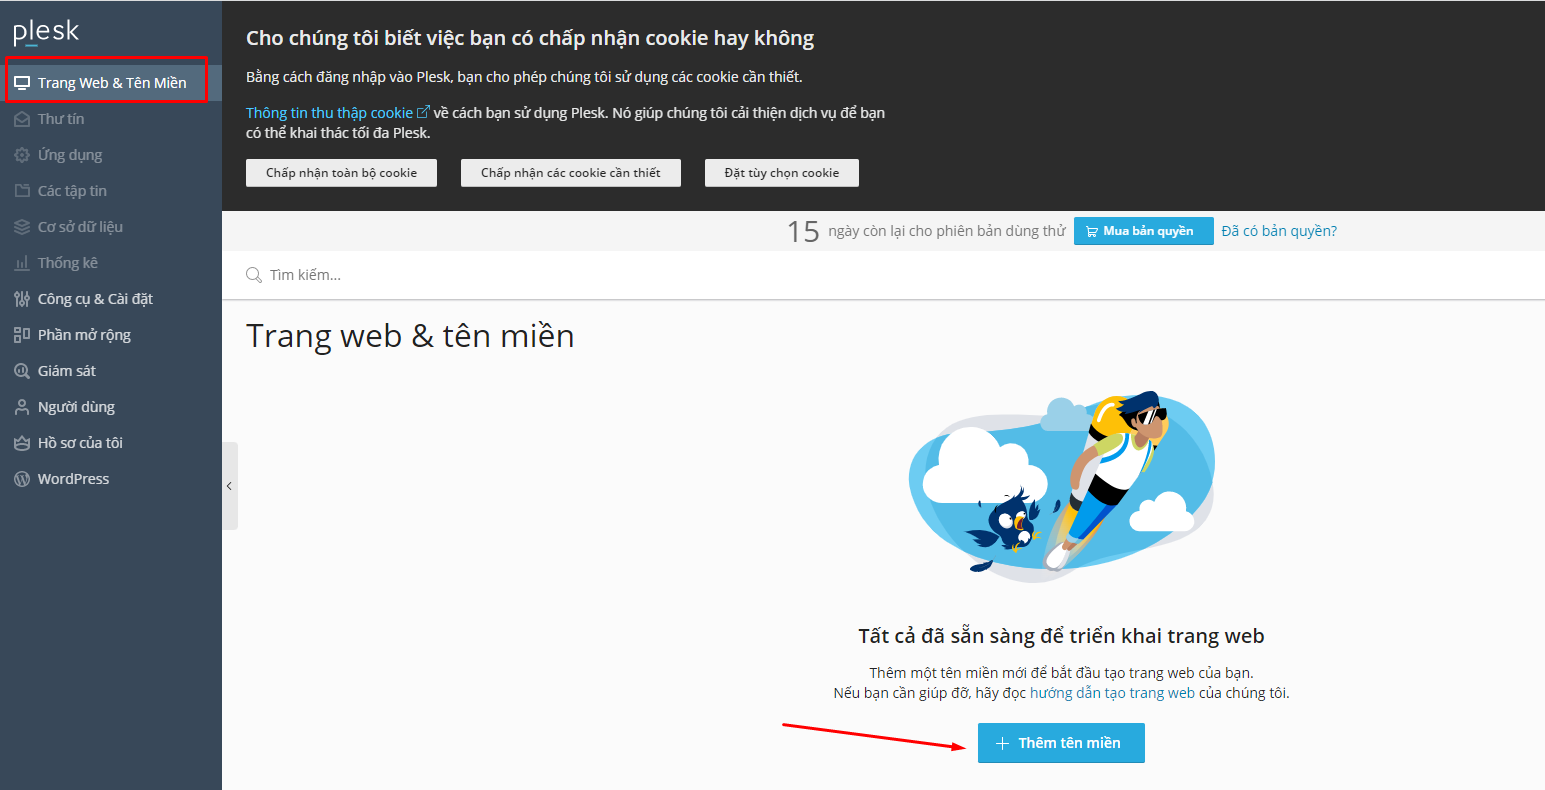 plesk
Trang Web & Tên Miền
Thư tín
Ứng dụng
Các tập tin
Cơ sở dữ liệu
Thống kê
Công cụ & Cài đặt
Phần mở rộng
Giám sát
Người dùng
Hồ sơ của tôi
WordPress
Cho chúng tôi biết việc bạn có chấp nhận cookie hay không
Bằng cách đăng nhập vào Plesk, bạn cho phép chúng tôi sử dụng các cookie cần thiết.
Thông tin thu thập cookie về cách bạn sử dụng Plesk. Nó giúp chúng tôi cải thiện dịch vụ để bạn
có thể khai thác tối đa Plesk.
Chấp nhận toàn bộ cookie Chấp nhận các cookie cần thiết Đặt tùy chọn cookie
15 ngày còn lại cho phiên bản dùng thử Mua bản quyền Đã có bản quyền?
Tìm kiếm...
Trang web & tên miền
Tất cả đã sẵn sàng để triển khai trang web
Thêm một tên miền mới để bắt đầu tạo trang web của bạn.
Nếu bạn cần giúp đỡ, hãy đọc hướng dẫn tạo trang web của chúng tôi.
Thêm tên miền